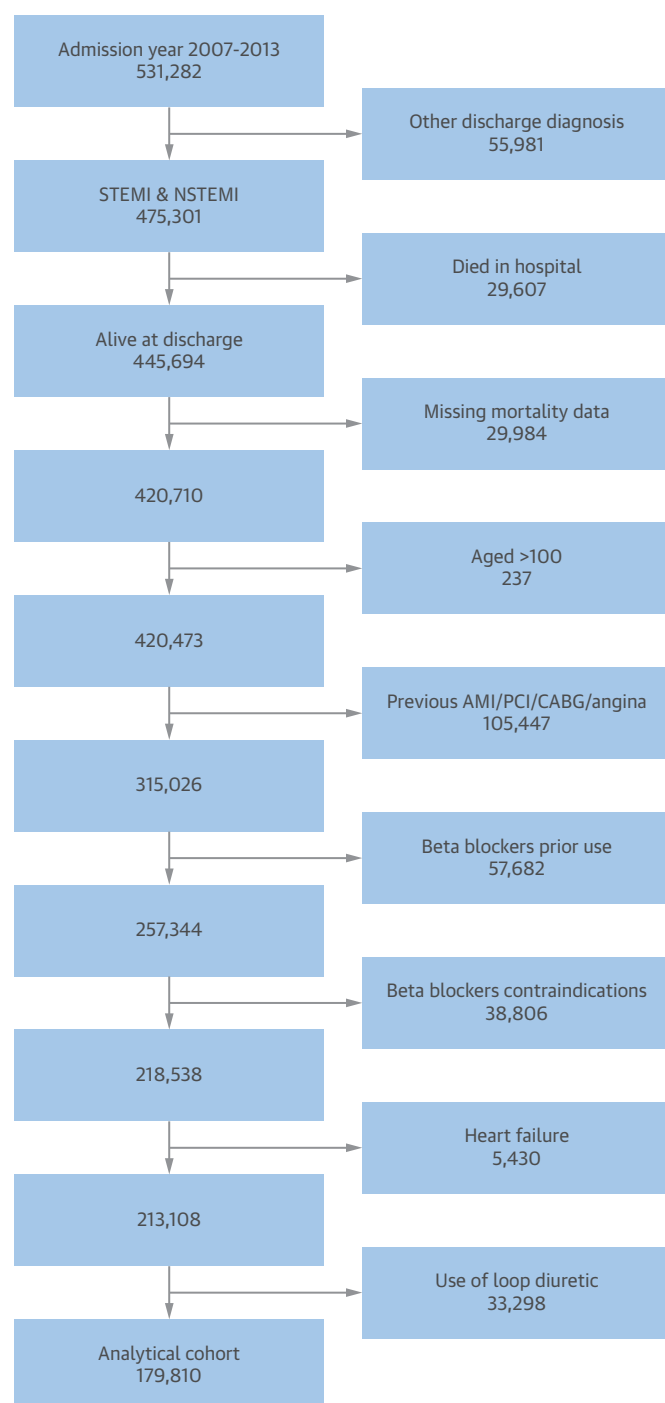 Admission year 2007-2013
531,282
Other discharge diagnosis
55,981
STEMI & NSTEMI
475,301
Died in hospital
29,607
Alive at discharge
445,694
Missing mortality data
29,984
420,710
Aged >100
237
420,473
Previous AMI/PCI/CABG/angina
105,447
315,026
Beta blockers prior use
57,682
257,344
Beta blockers contraindications
38,806
218,538
Heart failure
5,430
213,108
Use of loop diuretic
33,298
Analytical cohort
179,810